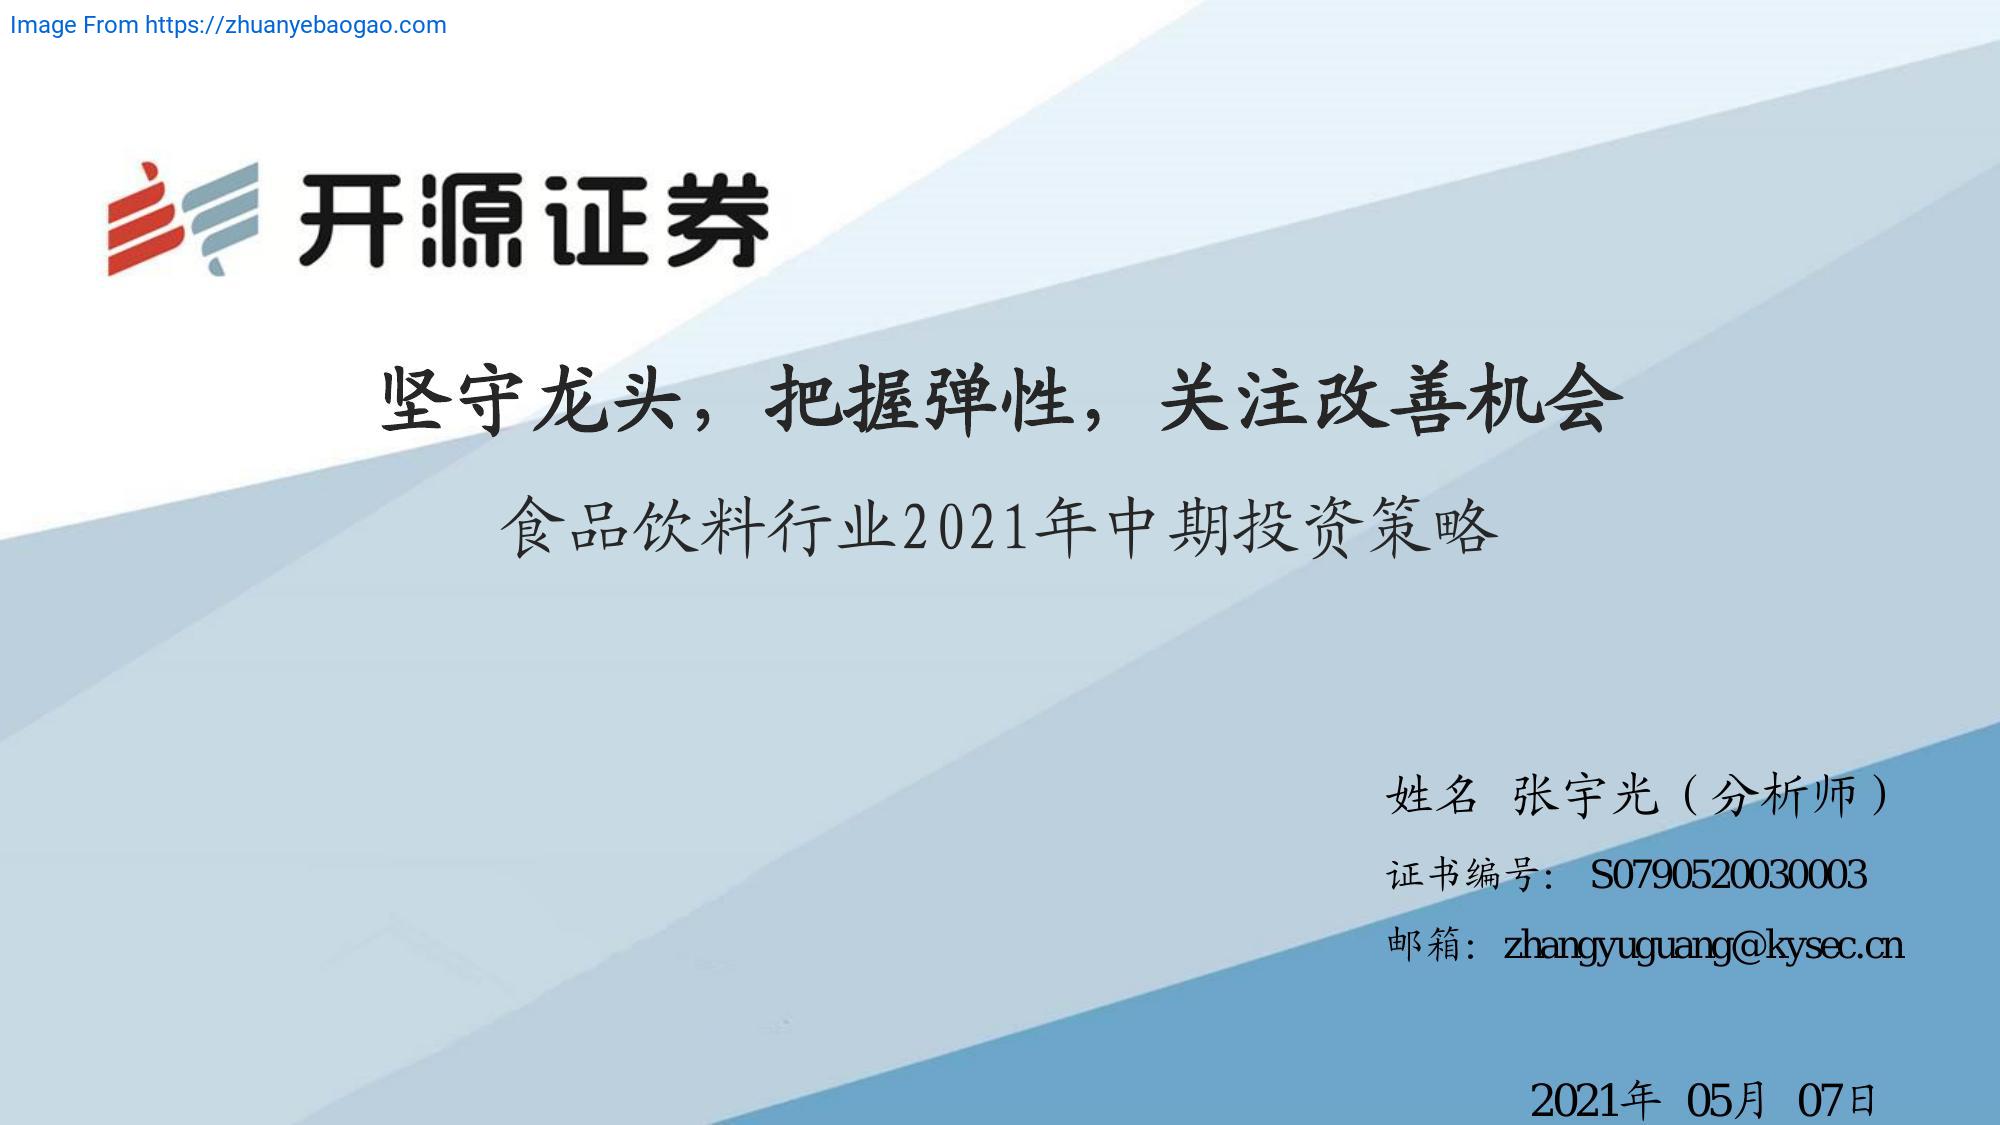 Image From https://zhuanyebaogao.com
开源证券
坚守龙头，把握弹性，关注改善机会
食品饮料行业2021年中期投资策略
姓名 张宇光（分析师）
证书编号： S0790520030003
邮箱：zhangyuguang@kysec.cn
2021年 05月 07日